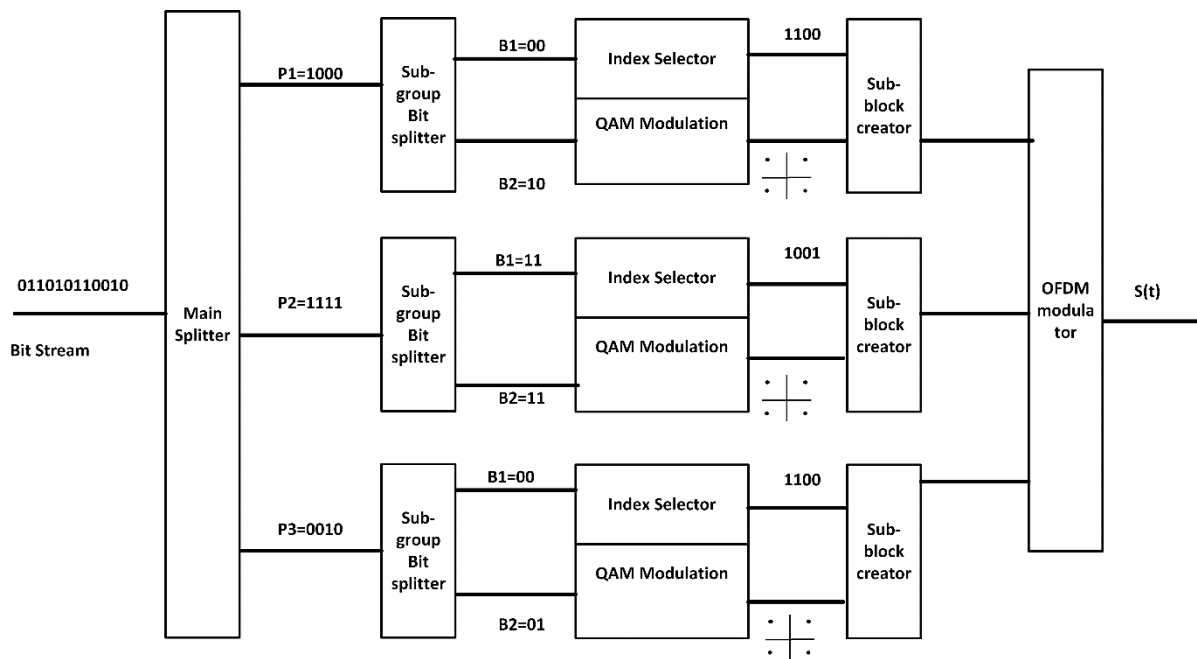 011010110010
Bit Stream
Main
Splitter
P1=1000
Sub-
group
Bit
splitter
B1=00
B2=10
Index Selector
QAM Modulation
1100
Sub-
block
creator
P2=1111
Sub-
group
Bit
splitter
B1=11
B2=11
Index Selector
QAM Modulation
1001
Sub-
block
creator
P3=0010
Sub-
group
Bit
splitter
B1=00
B2=01
Index Selector
QAM Modulation
1100
Sub-
block
creator
OFDM
modula
tor
S(t)